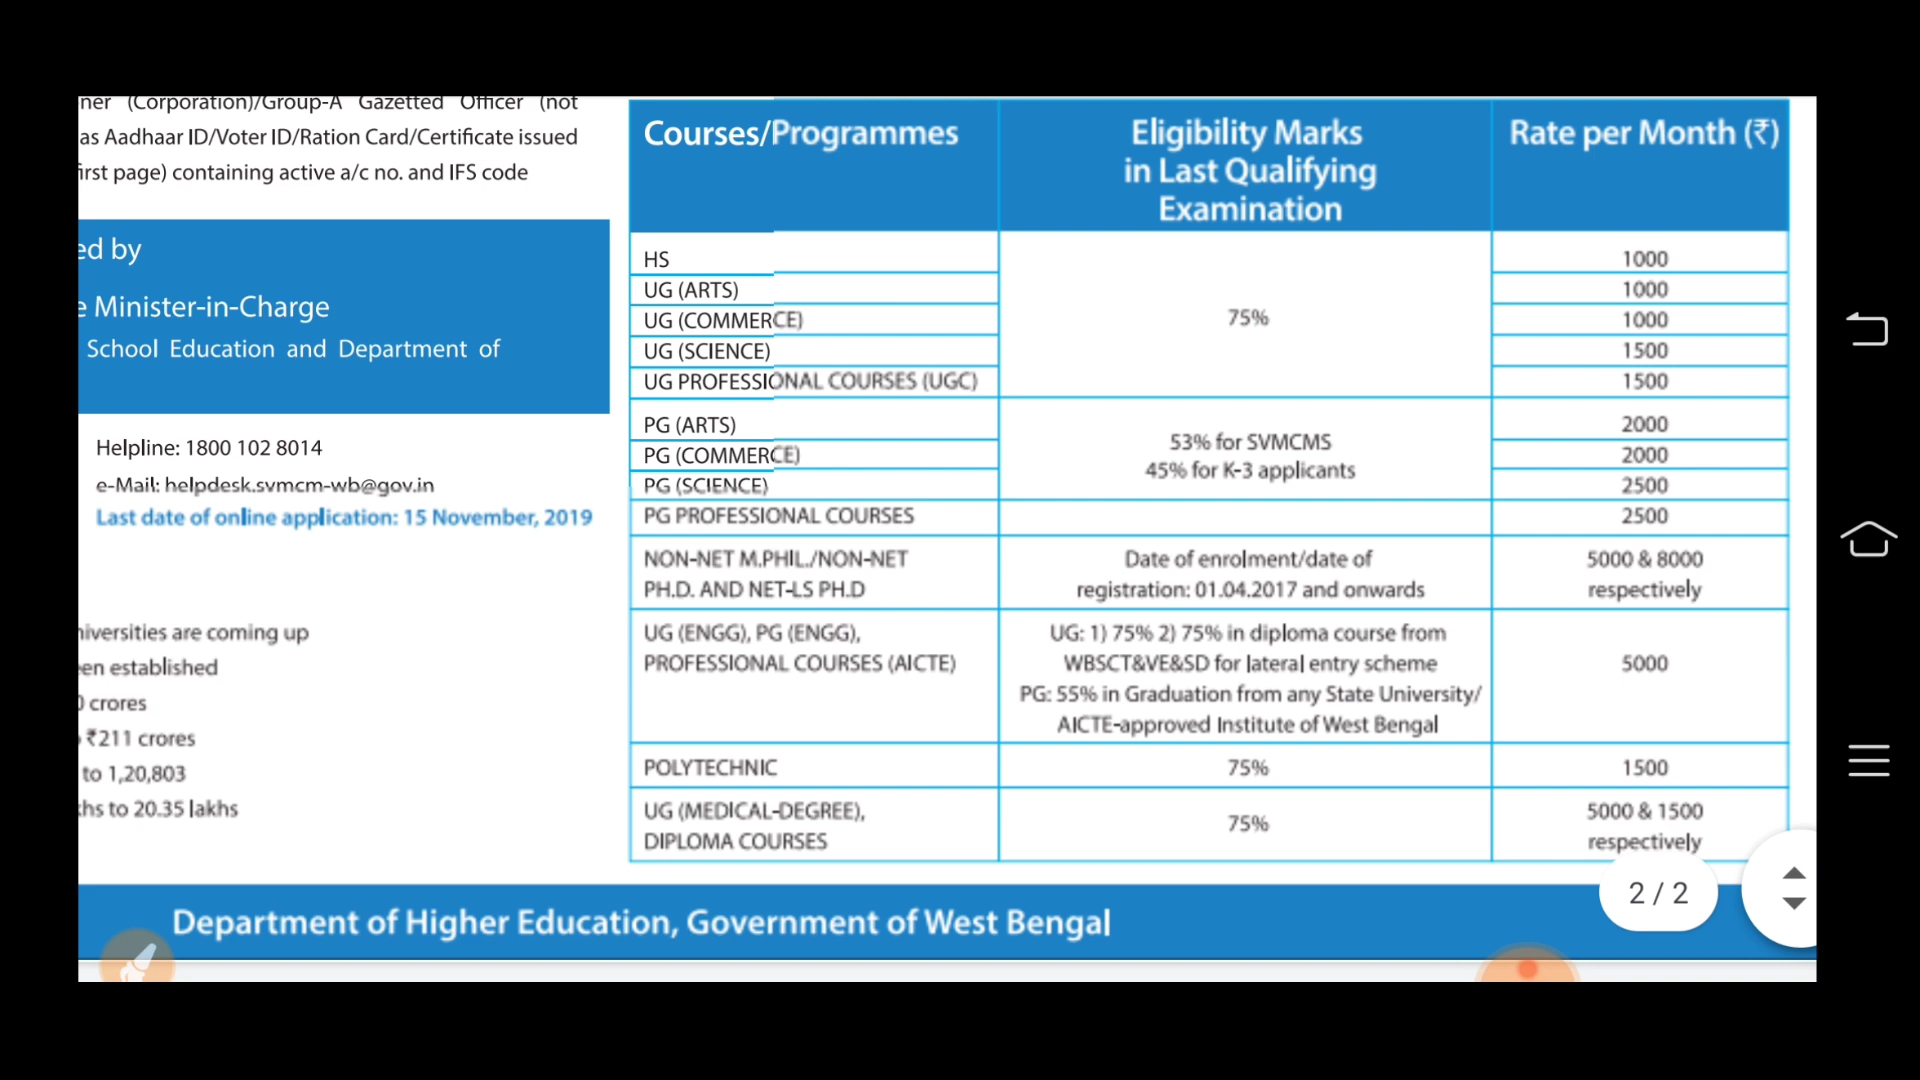 ner (Corporation)/Group-A Gazetted Officer (not
as Aadhaar ID/Voter ID/Ration Card/Certificate issued
first page) containing active a/c no. and IFS code
ed by
e Minister-in-Charge
School Education and Department of
Helpline: 1800 102 8014
e-Mail: helpdesk.svmcm-wb@gov.in
Last date of online application: 15 November, 2019
niversities are coming up
en established
0 crores
₹211 crores
to 1,20,803
khs to 20.35 lakhs
Courses/Programmes
Eligibility Marks
in Last Qualifying
Examination
Rate per Month (₹)
HS
75%
1000
UG (ARTS)
1000
UG (COMMERCE)
1000
UG (SCIENCE)
1500
UG PROFESSIONAL COURSES (UGC)
1500
PG (ARTS)
53% for SVMCMS
45% for K-3 applicants
2000
PG (COMMERCE)
2000
PG (SCIENCE)
2500
PG PROFESSIONAL COURSES
2500
NON-NET M.PHIL./NON-NET
PH.D. AND NET-LS PH.D
Date of enrolment/date of
registration: 01.04.2017 and onwards
5000 & 8000
respectively
UG (ENGG), PG (ENGG),
PROFESSIONAL COURSES (AICTE)
UG: 1) 75% 2) 75% in diploma course from
WBSCT&VE&SD for lateral entry scheme
PG: 55% in Graduation from any State University/
AICTE-approved Institute of West Bengal
5000
POLYTECHNIC
75%
1500
UG (MEDICAL-DEGREE),
DIPLOMA COURSES
75%
5000 & 1500
respectively
2 / 2
Department of Higher Education, Government of West Bengal